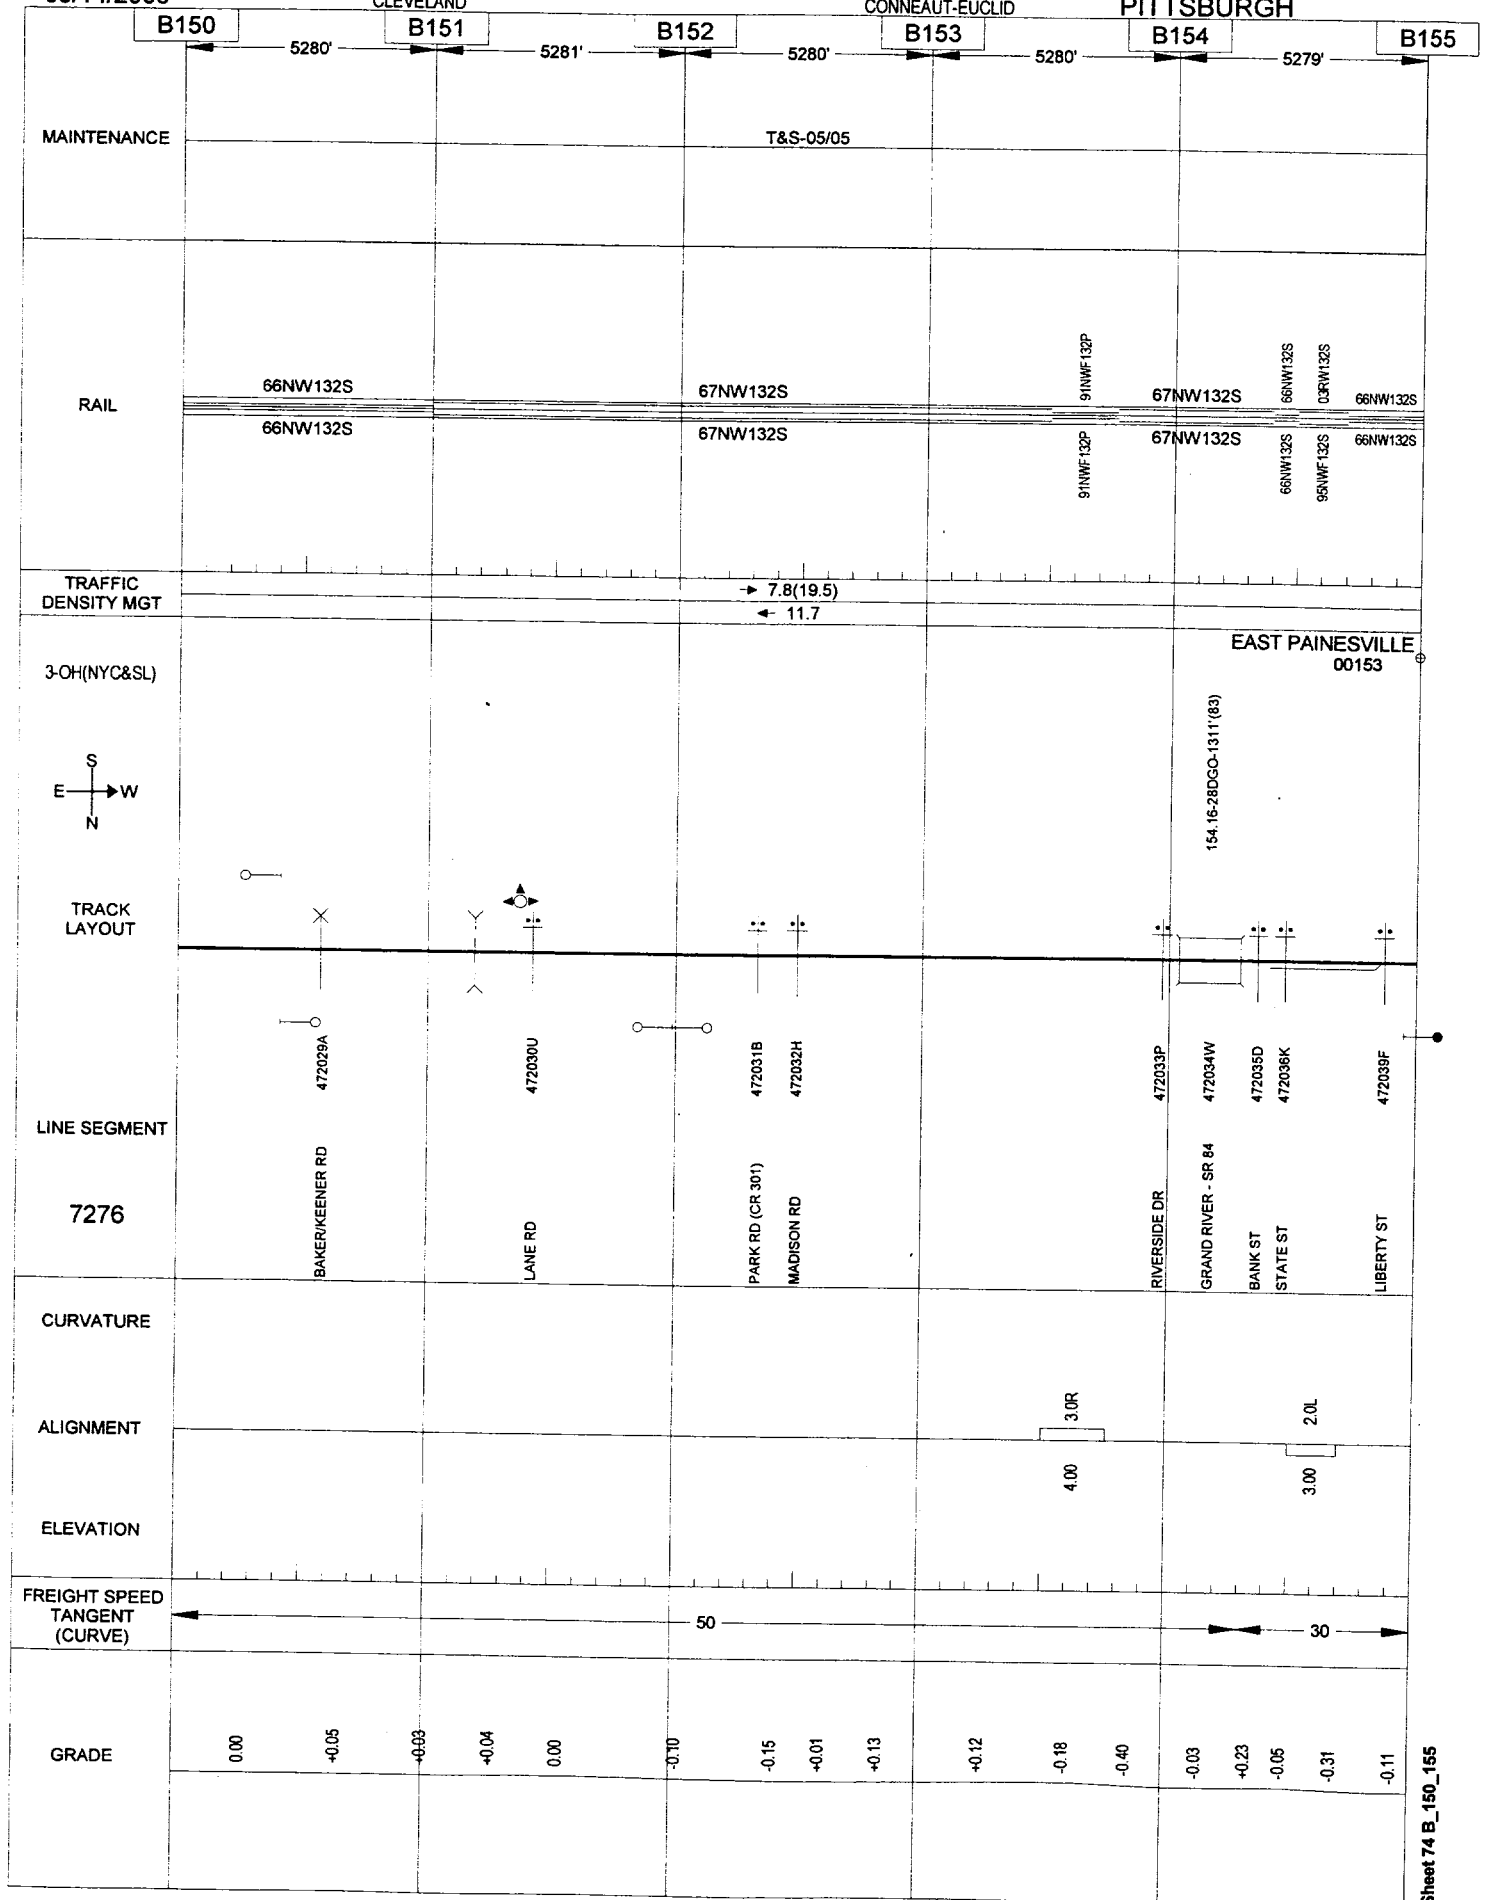 CLEVELAND
CONNEAUT-EUCLID
PITTSBURGH
B150
B151
B152
B153
B154
B155
5280'
5281'
5280'
5280'
5279'
MAINTENANCE
T&S-05/05
RAIL
66NW132S
67NW132S
91NWF132P
67NW132S
66NW132S
03RW132S
66NW132S
66NW132S
67NW132S
91NWF132P
67NW132S
66NW132S
95NWF132S
66NW132S
TRAFFIC
DENSITY MGT
7.8(19.5)
11.7
3-OH(NYC&SL)
EAST PAINESVILLE
00153
S
E W
N
154.16-28DGO-1311'(83)
TRACK
LAYOUT
472029A
472030U
472031B
472032H
472033P
472034W
472035D
472036K
472039F
LINE SEGMENT
7276
BAKER/KEENER RD
LANE RD
PARK RD (CR 301)
MADISON RD
RIVERSIDE DR
GRAND RIVER - SR 84
BANK ST
STATE ST
LIBERTY ST
CURVATURE
ALIGNMENT
3.0R
2.0L
4.00
3.00
ELEVATION
FREIGHT SPEED
TANGENT
(CURVE)
50
30
GRADE
0.00
+0.05
+0.03
+0.04
0.00
-0.10
-0.15
+0.01
+0.13
+0.12
-0.18
-0.40
-0.03
+0.23
-0.05
-0.31
-0.11
Sheet 74 B_150_155